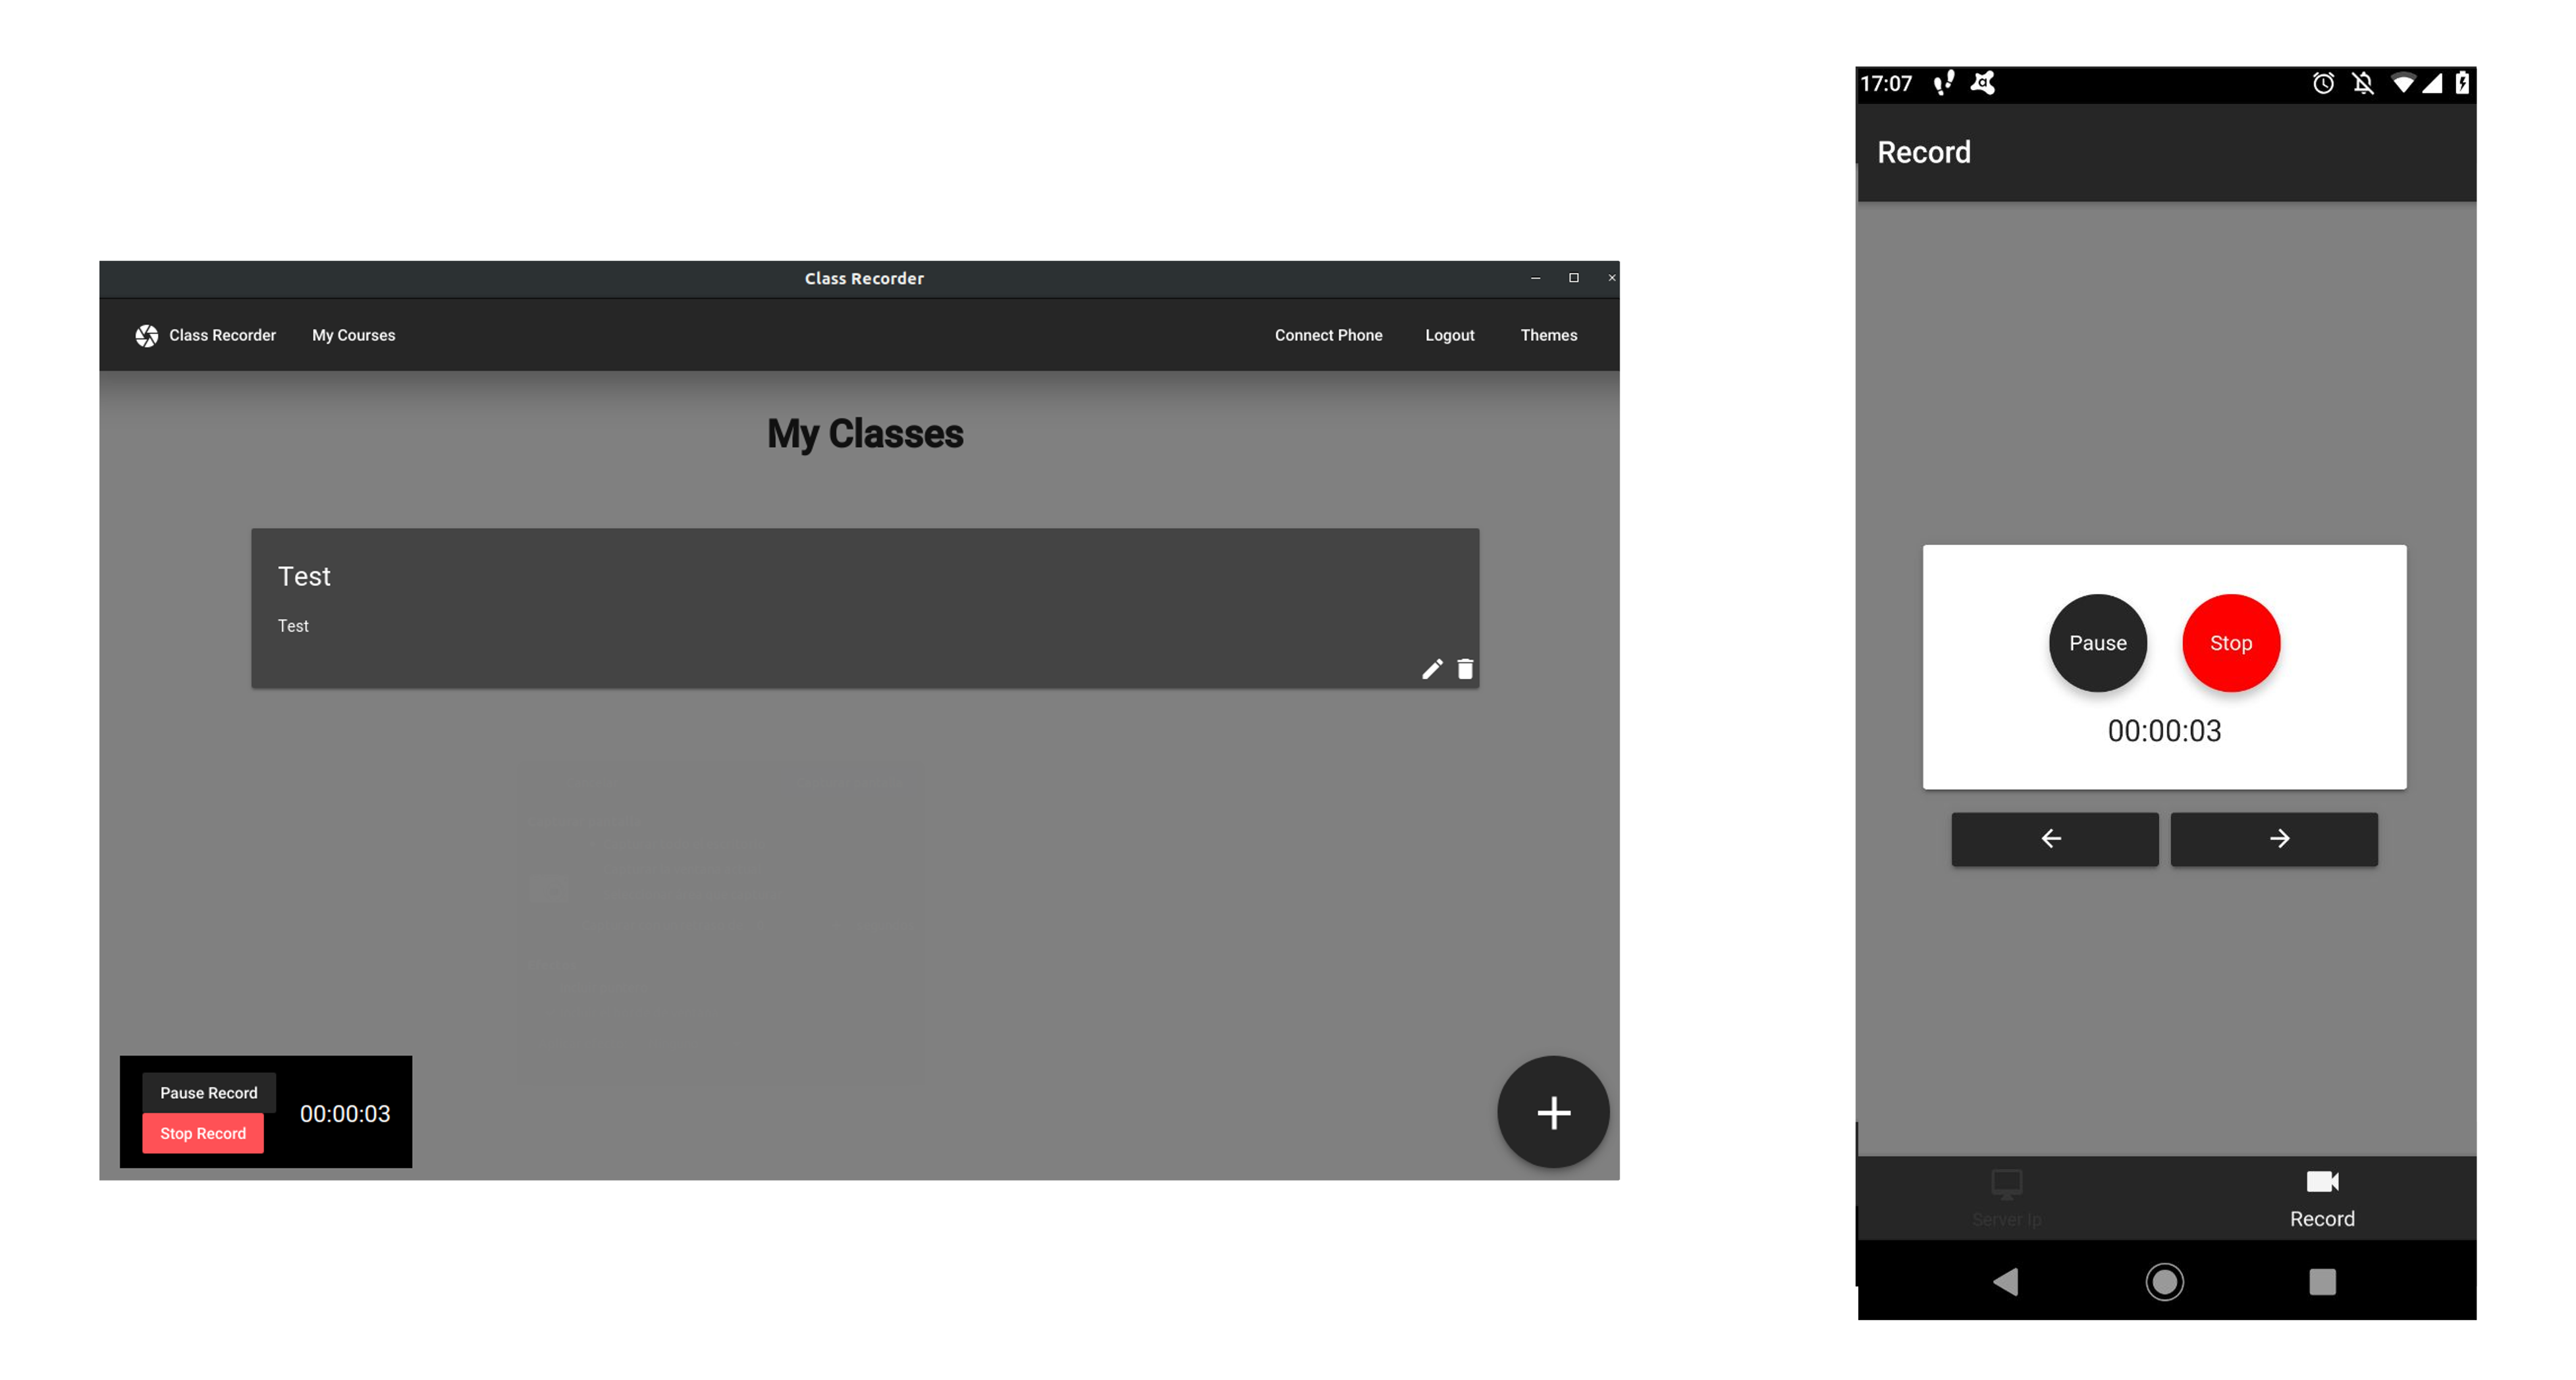 Class Recorder
Class Recorder My Courses Connect Phone Logout Themes
My Classes
Test
Test
Pause Record
Stop Record
00:00:03
17:07
Record
Pause Stop
00:00:03
Server Ip Record